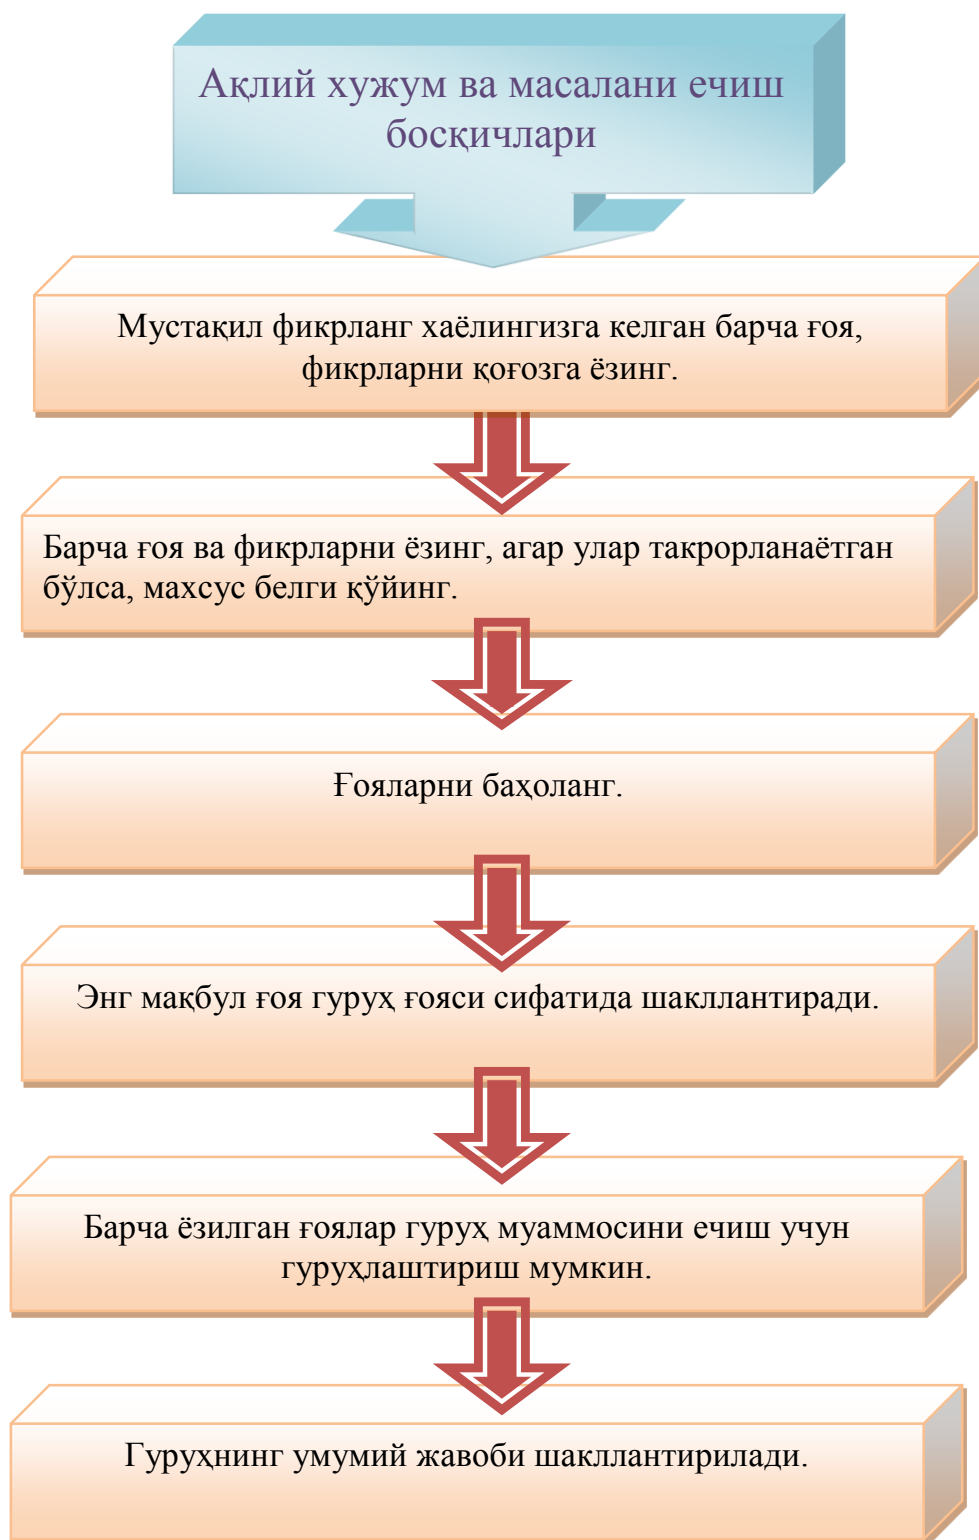 Ақлий хужум ва масалани ечиш
босқичлари
Мустақил фикрланг хаёлингизга келган барча ғоя,
фикрларни қоғозга ёзинг.
Барча ғоя ва фикрларни ёзинг, агар улар такрорланаётган
бўлса, махсус белги қўйинг.
Ғояларни баҳоланг.
Энг мақбул ғоя гуруҳ ғояси сифатида шакллантиради.
Барча ёзилган ғоялар гуруҳ муаммосини ечиш учун
гуруҳлаштириш мумкин.
Гуруҳнинг умумий жавоби шакллантирилади.